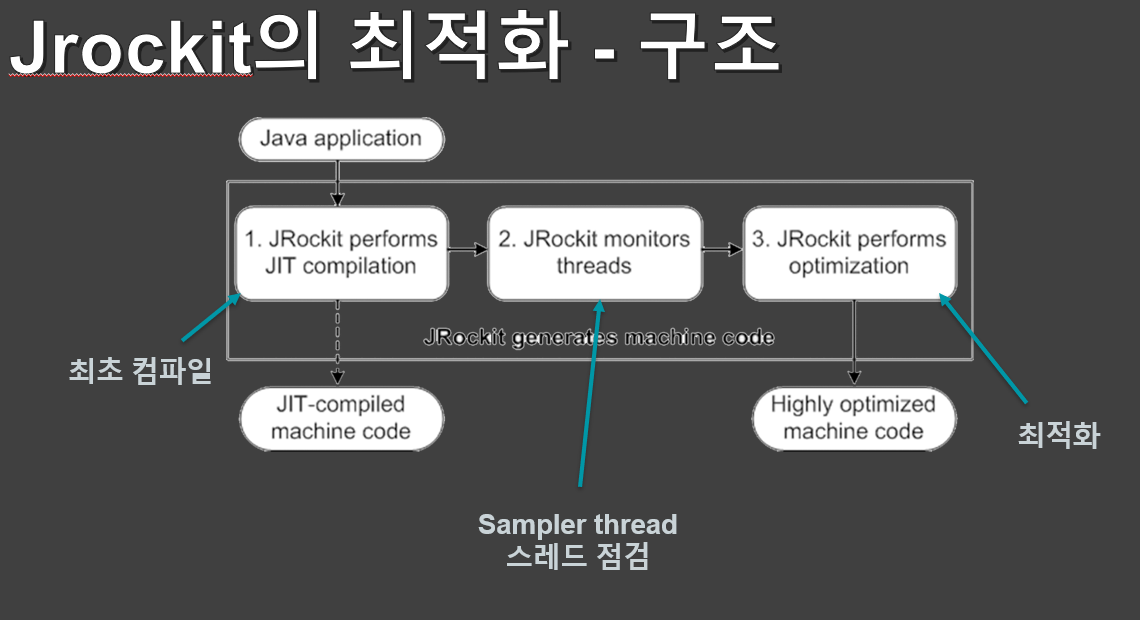 Jrockit의 최적화 - 구조
Java application
1. JRockit performs
JIT compilation
2. JRockit monitors
threads
3. JRockit performs
optimization
JRockit generates machine code
최초 컴파일
JIT-compiled
machine code
Highly optimized
machine code
최적화
Sampler thread
스레드 점검